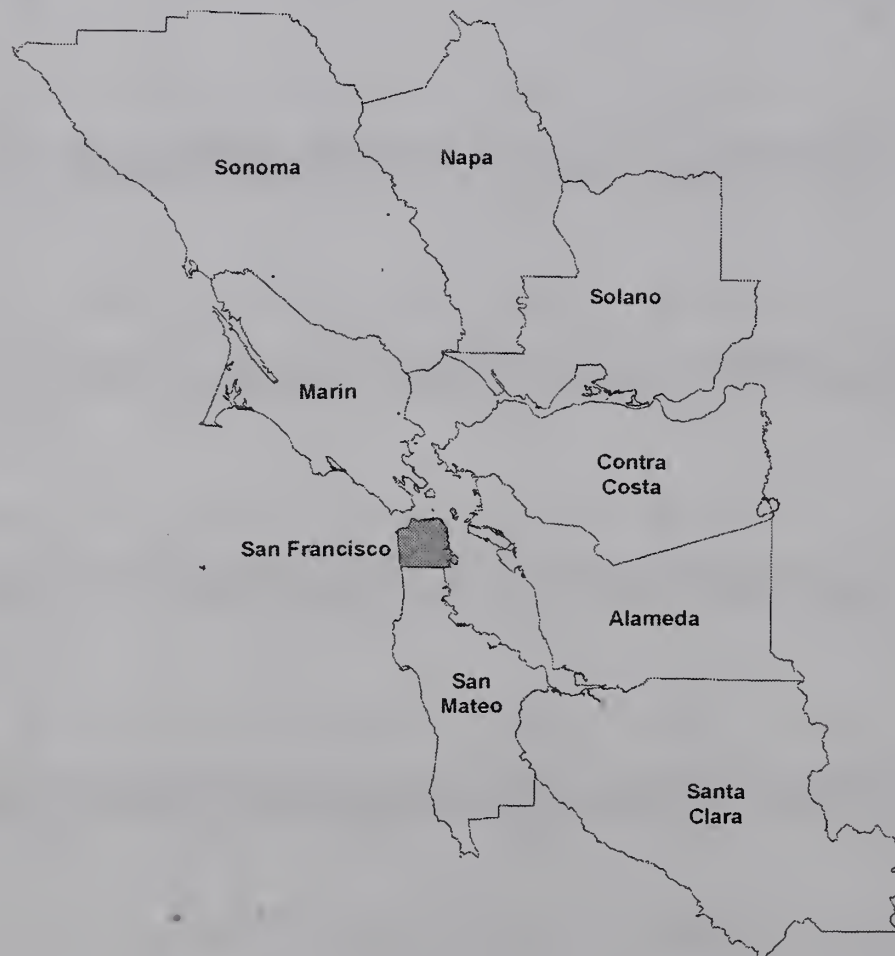 Sonoma
Napa
Solano
Marin
Contra
Costa
San Francisco
Alameda
San
Mateo
Santa
Clara